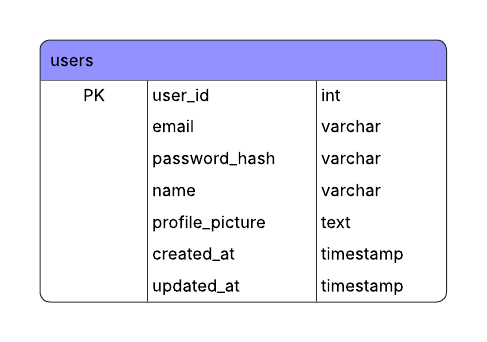 users
PK user_id int
email varchar
password_hash varchar
name varchar
profile_picture text
created_at timestamp
updated_at timestamp